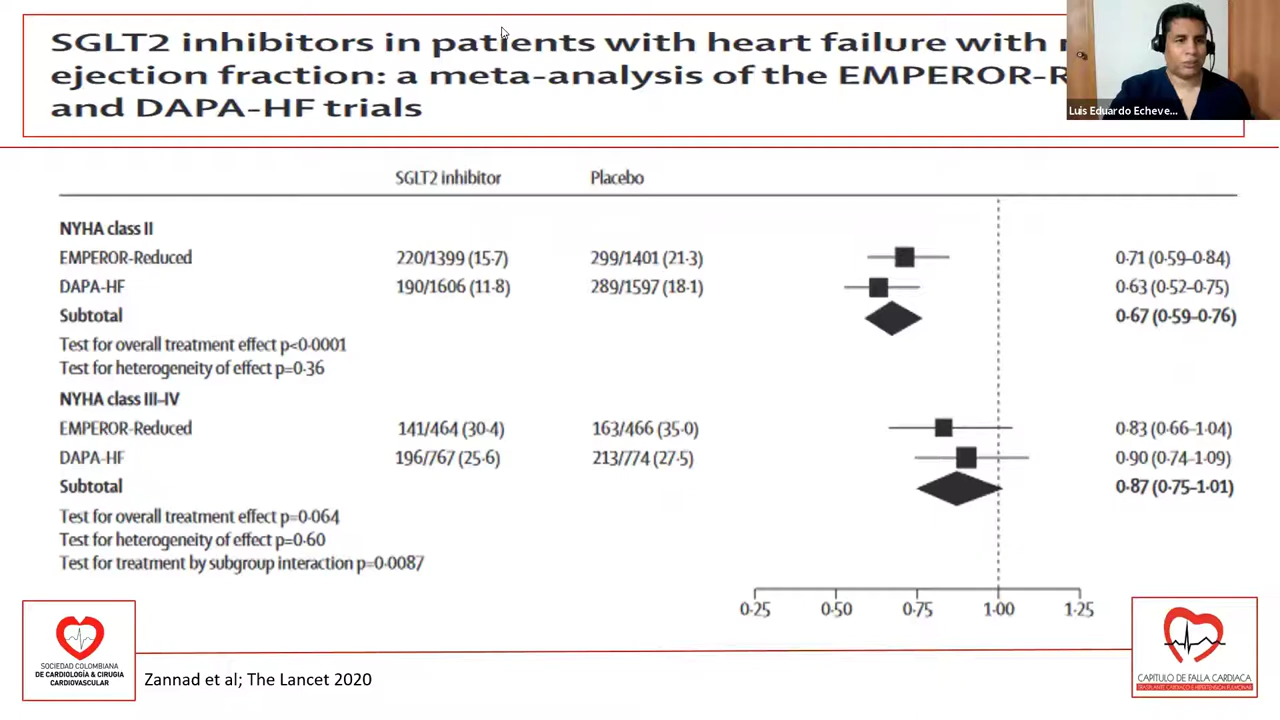 SGLT2 inhibitors in patients with heart failure with
ejection fraction: a meta-analysis of the EMPEROR-R
and DAPA-HF trials
Luis Eduardo Echeve...
SGLT2 inhibitor Placebo
NYHA class II
EMPEROR-Reduced 220/1399 (15·7) 299/1401 (21·3) 0·71 (0·59–0·84)
DAPA-HF 190/1606 (11·8) 289/1597 (18·1) 0·63 (0·52–0·75)
Subtotal 0·67 (0·59–0·76)
Test for overall treatment effect p<0·0001
Test for heterogeneity of effect p=0·36
NYHA class III–IV
EMPEROR-Reduced 141/464 (30·4) 163/466 (35·0) 0·83 (0·66–1·04)
DAPA-HF 196/767 (25·6) 213/774 (27·5) 0·90 (0·74–1·09)
Subtotal 0·87 (0·75–1·01)
Test for overall treatment effect p=0·064
Test for heterogeneity of effect p=0·60
Test for treatment by subgroup interaction p=0·0087
0·25 0·50 0·75 1·00 1·25
SOCIEDAD COLOMBIANA
DE CARDIOLOGÍA & CIRUGIA
CARDIOVASCULAR
Zannad et al; The Lancet 2020
CAPITULO DE FALLA CARDIACA
TRASPLANTE CARDIACO E HIPERTENSION PULMONAR